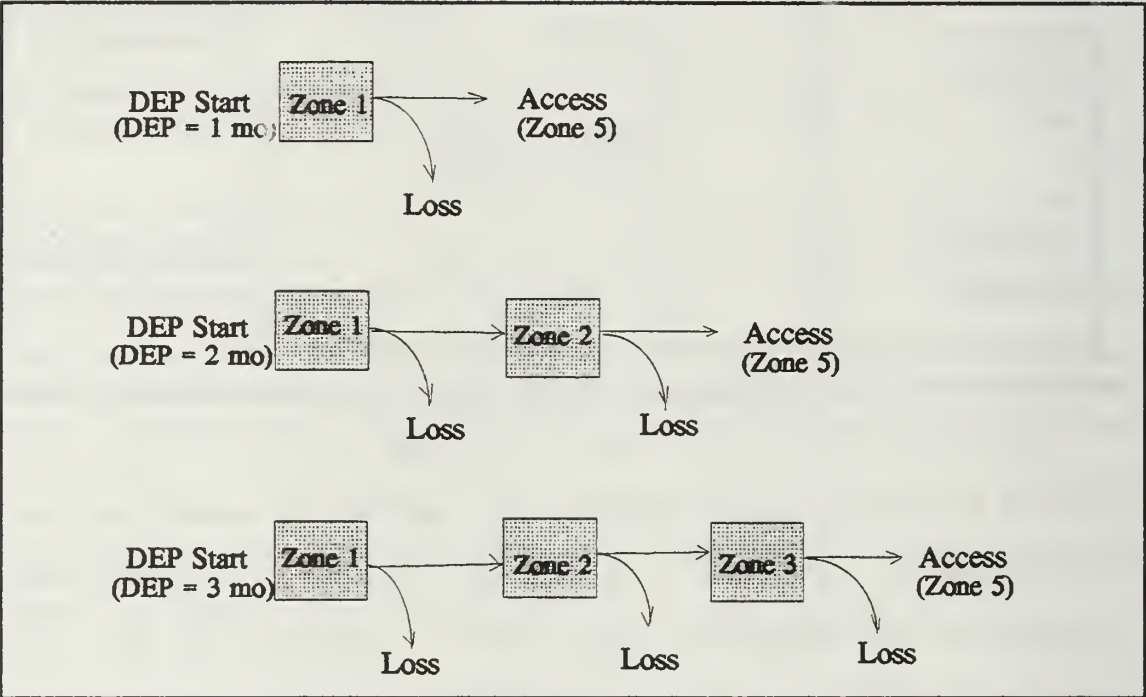 DEP Start
(DEP = 1 mo)
Zone 1
Access
(Zone 5)
Loss
DEP Start
(DEP = 2 mo)
Zone 1
Zone 2
Access
(Zone 5)
Loss
Loss
DEP Start
(DEP = 3 mo)
Zone 1
Zone 2
Zone 3
Access
(Zone 5)
Loss
Loss
Loss